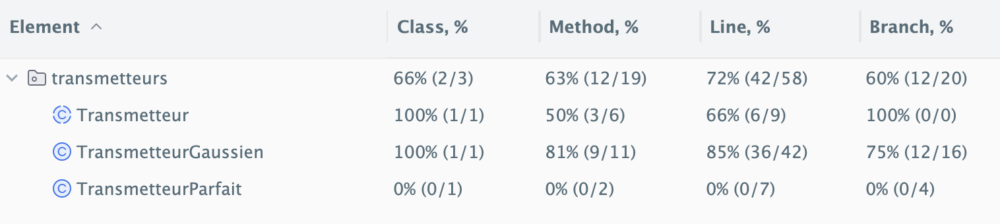 Element Class, % Method, % Line, % Branch, %
transmetteurs 66% (2/3) 63% (12/19) 72% (42/58) 60% (12/20)
C Transmetteur 100% (1/1) 50% (3/6) 66% (6/9) 100% (0/0)
C TransmetteurGaussien 100% (1/1) 81% (9/11) 85% (36/42) 75% (12/16)
C TransmetteurParfait 0% (0/1) 0% (0/2) 0% (0/7) 0% (0/4)